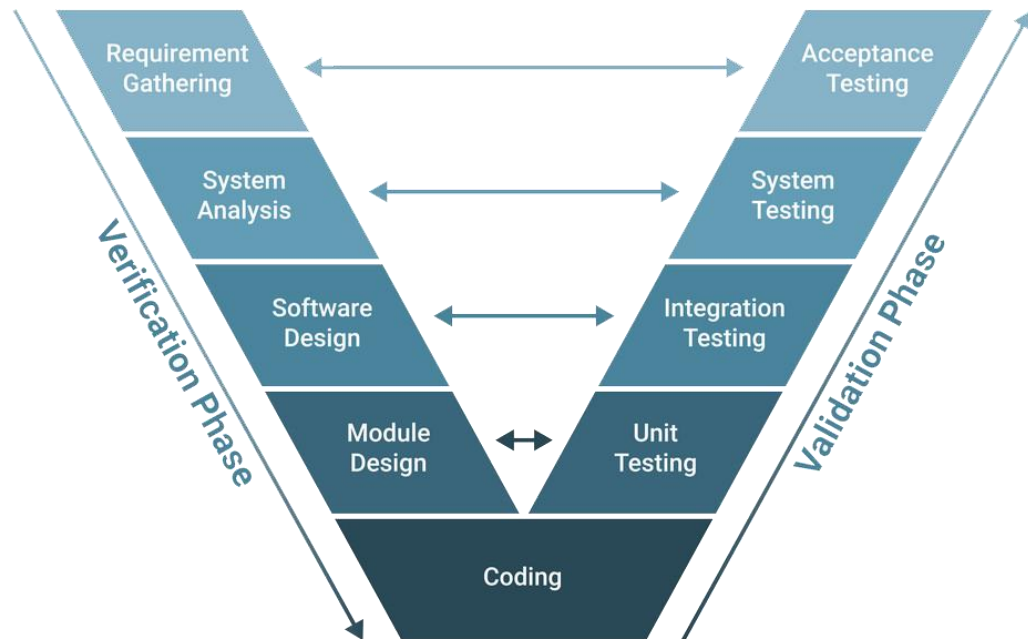 Requirement
Gathering
Acceptance
Testing
System
Analysis
System
Testing
Software
Design
Integration
Testing
Module
Design
Unit
Testing
Coding
Verification Phase
Validation Phase